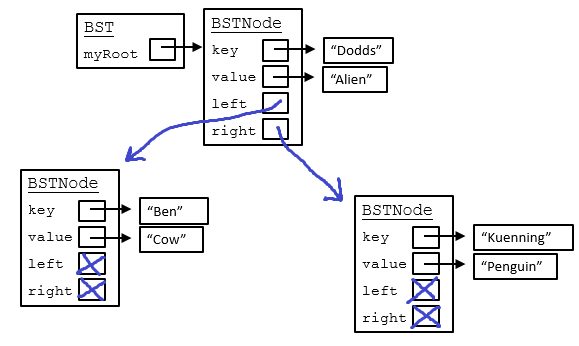 BST
myRoot
BSTNode
key "Dodds"
value "Alien"
left
right
BSTNode
key "Ben"
value "Cow"
left
right
BSTNode
key "Kuenning"
value "Penguin"
left
right